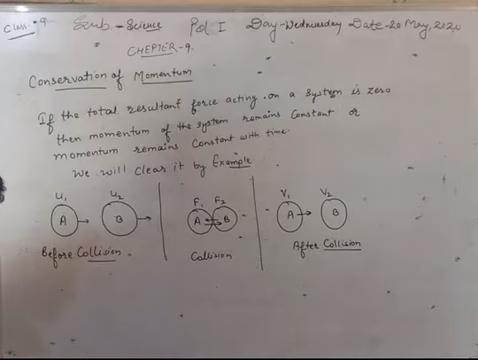 Class:-9 Sub.-Science Pd I Day-Wednesday Date-20 May, 2020
CHEPTER-9.
Conservation of Momentum
If the total resultant force acting on a system is zero
then momentum of the system remains Constant or
momentum remains Constant with time.
We will clear it by Example
U₁ U₂ F₁ F₂ V₁ V₂
A B A B A B
Before Collision. Collision After Collision